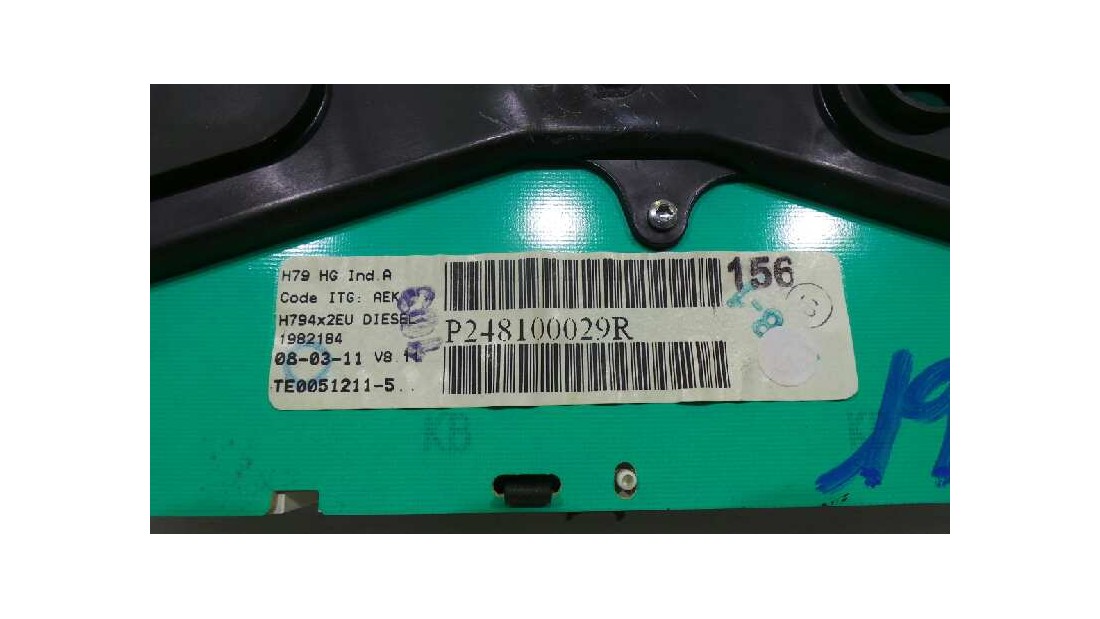 H79 HG Ind.A
Code ITG: AEK
H794x2EU DIESEL
1982184
08-03-11 V8.11
TE0051211-5..
156
P248100029R
KB
19